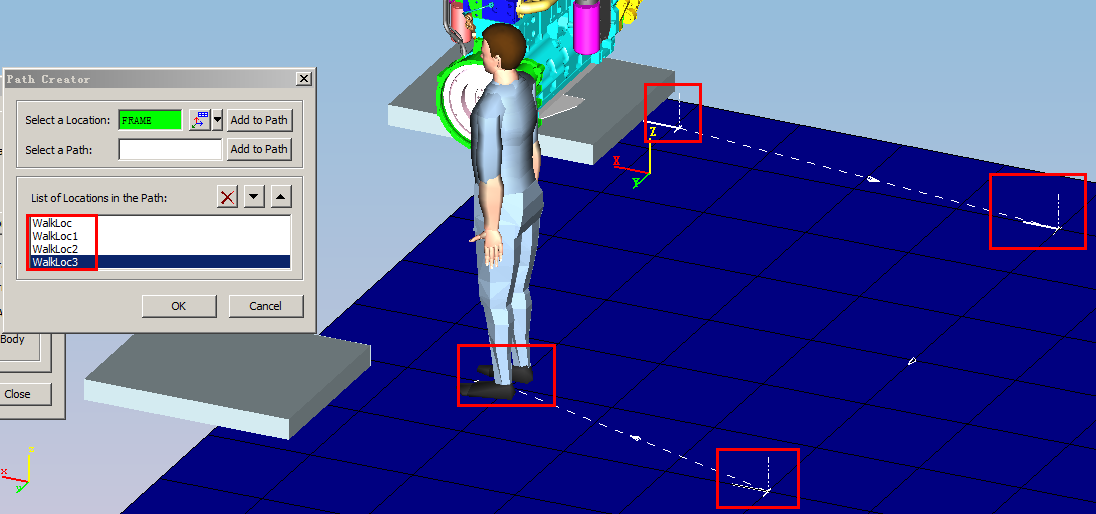 Path Creator
Select a Location:
FRAME
Add to Path
Select a Path:
Add to Path
List of Locations in the Path:
WalkLoc
WalkLoc1
WalkLoc2
WalkLoc3
OK
Cancel
Body
Close
Z
X
Y
z
x
y